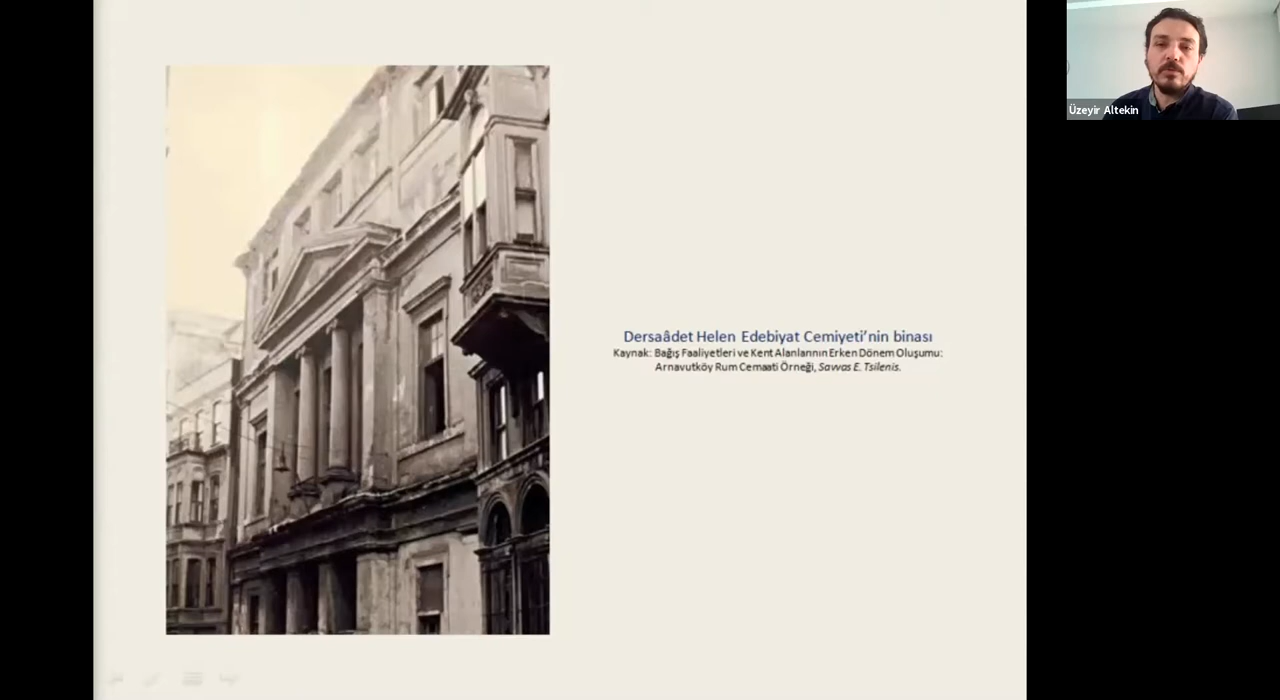 Üzeyir Altekin
Dersaâdet Helen Edebiyat Cemiyeti’nin binası
Kaynak: Bağış Faaliyetleri ve Kent Alanlarının Erken Dönem Oluşumu:
Arnavutköy Rum Cemaati Örneği, Savvas E. Tsilenis.